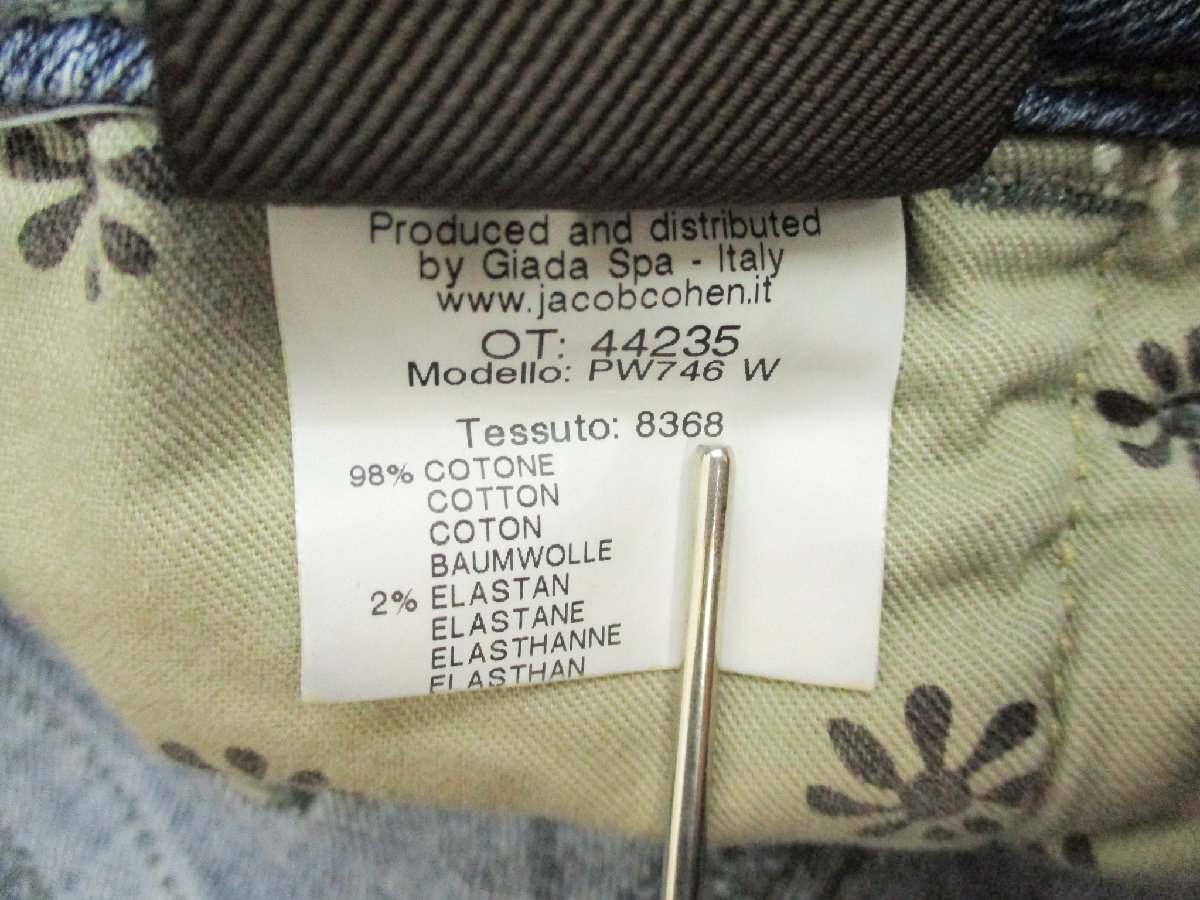 Produced and distributed
by Giada Spa - Italy
www.jacobcohen.it
OT: 44235
Modello: PW746 W
Tessuto: 8368
98% COTONE
COTTON
COTON
BAUMWOLLE
2% ELASTAN
ELASTANE
ELASTHANNE
ELASTHAN